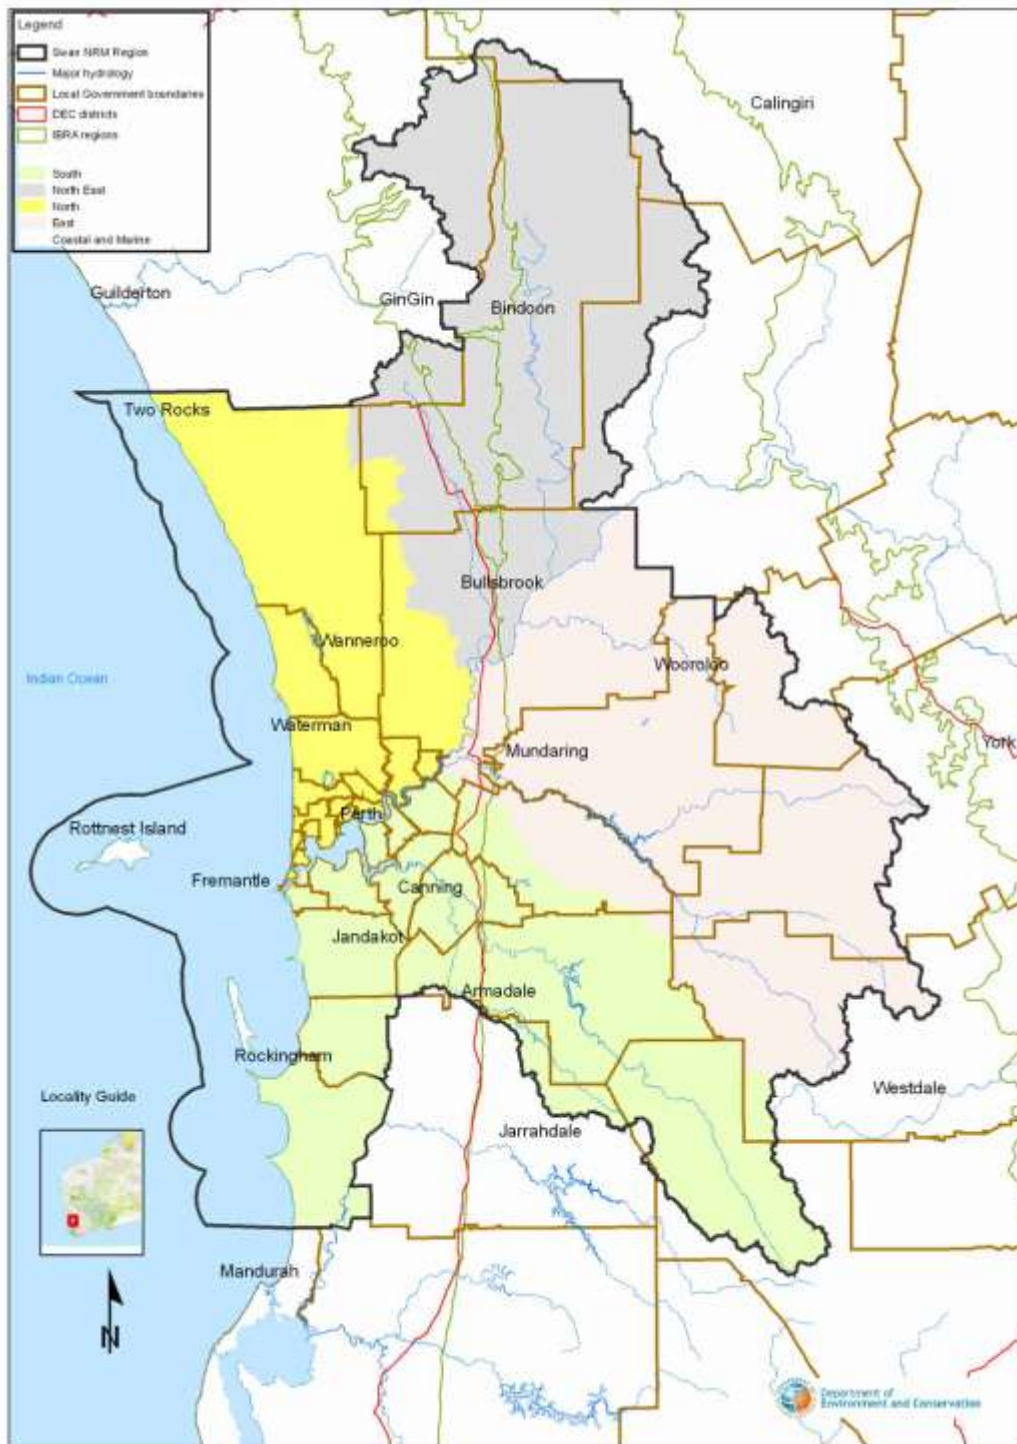 Legend
Swan NRM Region
Major hydrology
Local Government boundaries
DEC districts
IBRA regions
South
North East
North
East
Coastal and Marine
Calingiri
Guilderton
GinGin
Bindoon
Two Rocks
Bullsbrook
Wanneroo
Wooroloo
Indian Ocean
Waterman
Mundaring
York
Perth
Rottnest Island
Fremantle
Canning
Jandakot
Armadale
Rockingham
Westdale
Locality Guide
Jarrahdale
Mandurah
N
Department of
Environment and Conservation